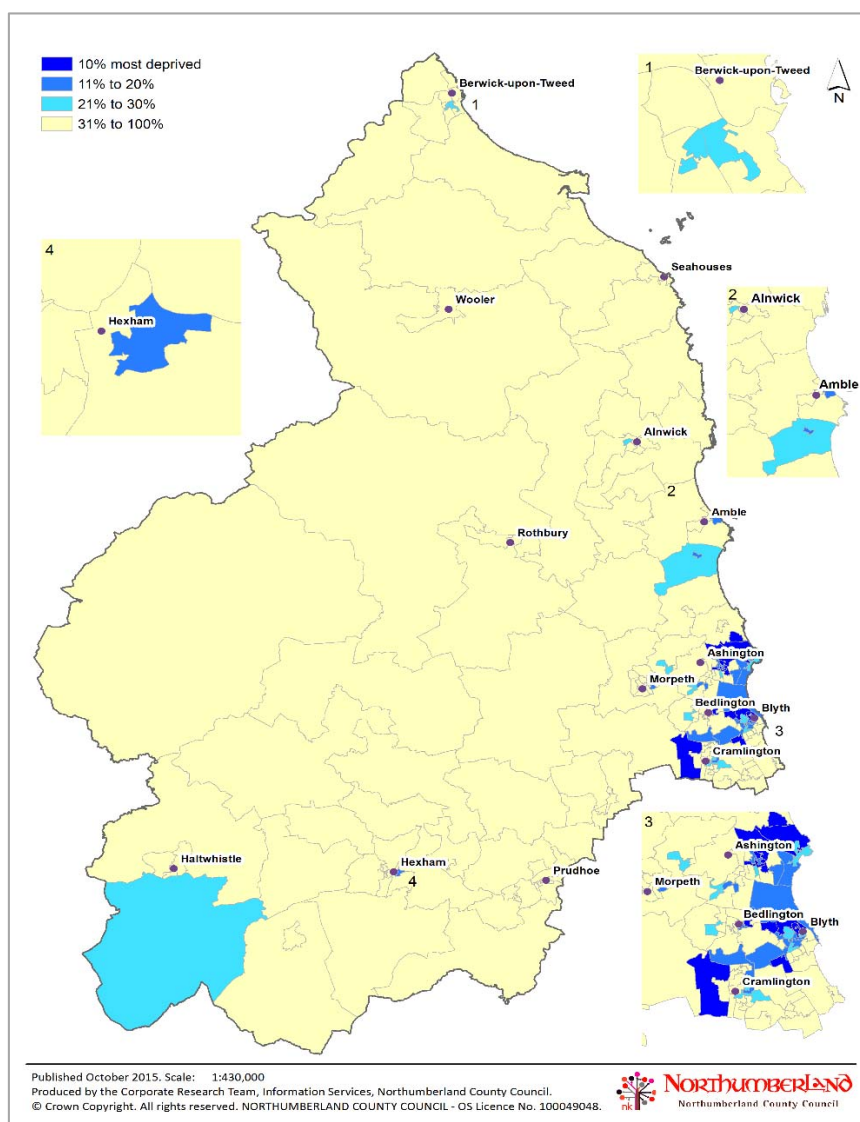 10% most deprived
11% to 20%
21% to 30%
31% to 100%
1
Berwick-upon-Tweed
N
Berwick-upon-Tweed
1
4
Hexham
Seahouses
Wooler
2
Alnwick
Amble
Alnwick
2
Amble
Rothbury
Ashington
Morpeth
Bedlington
Blyth
3
Cramlington
3
Ashington
Morpeth
Bedlington
Blyth
Cramlington
Haltwhistle
Hexham
4
Prudhoe
Published October 2015. Scale: 1:430,000
Produced by the Corporate Research Team, Information Services, Northumberland County Council.
© Crown Copyright. All rights reserved. NORTHUMBERLAND COUNTY COUNCIL - OS Licence No. 100049048.
nk
NORTHUMBERLAND
Northumberland County Council